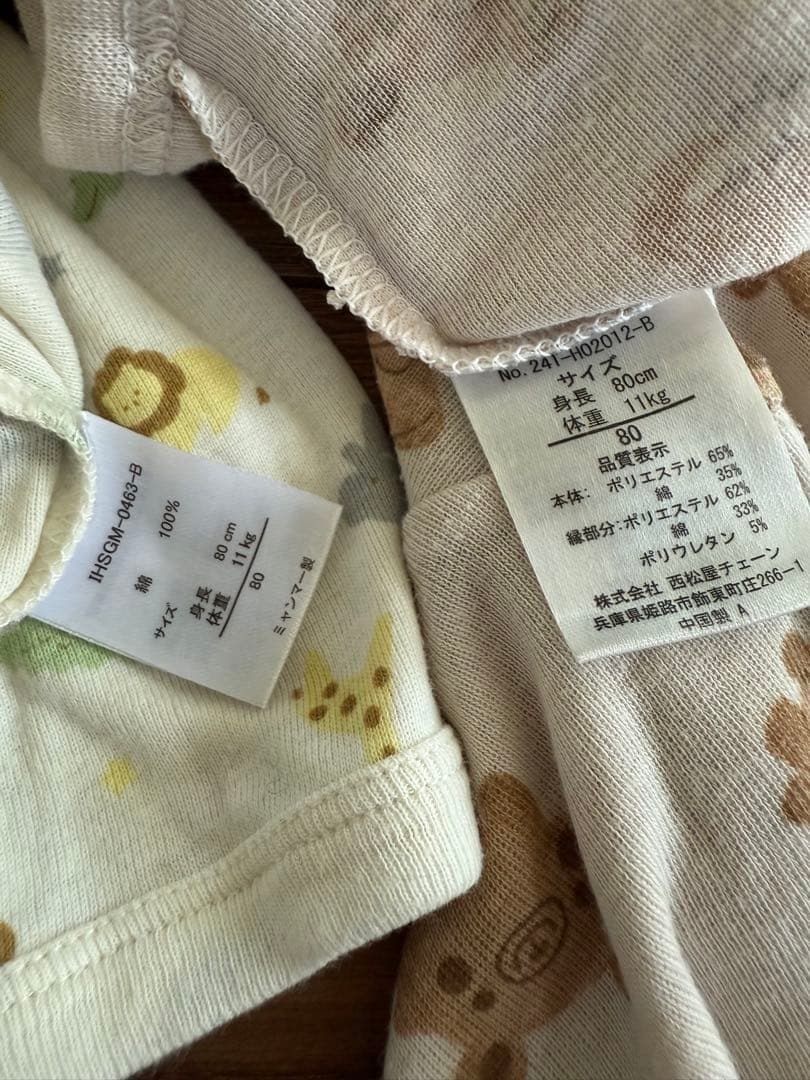 IHSGM-0463-B
綿 100%
サイズ
身長 80cm
体重 11kg
80
ミャンマー製
No. 241-H02012-B
サイズ
身長 80cm
体重 11kg
80
品質表示
本体: ポリエステル 65%
綿 35%
縁部分:ポリエステル 62%
綿 33%
ポリウレタン 5%
株式会社 西松屋チェーン
兵庫県姫路市飾東町庄266-1
中国製 A